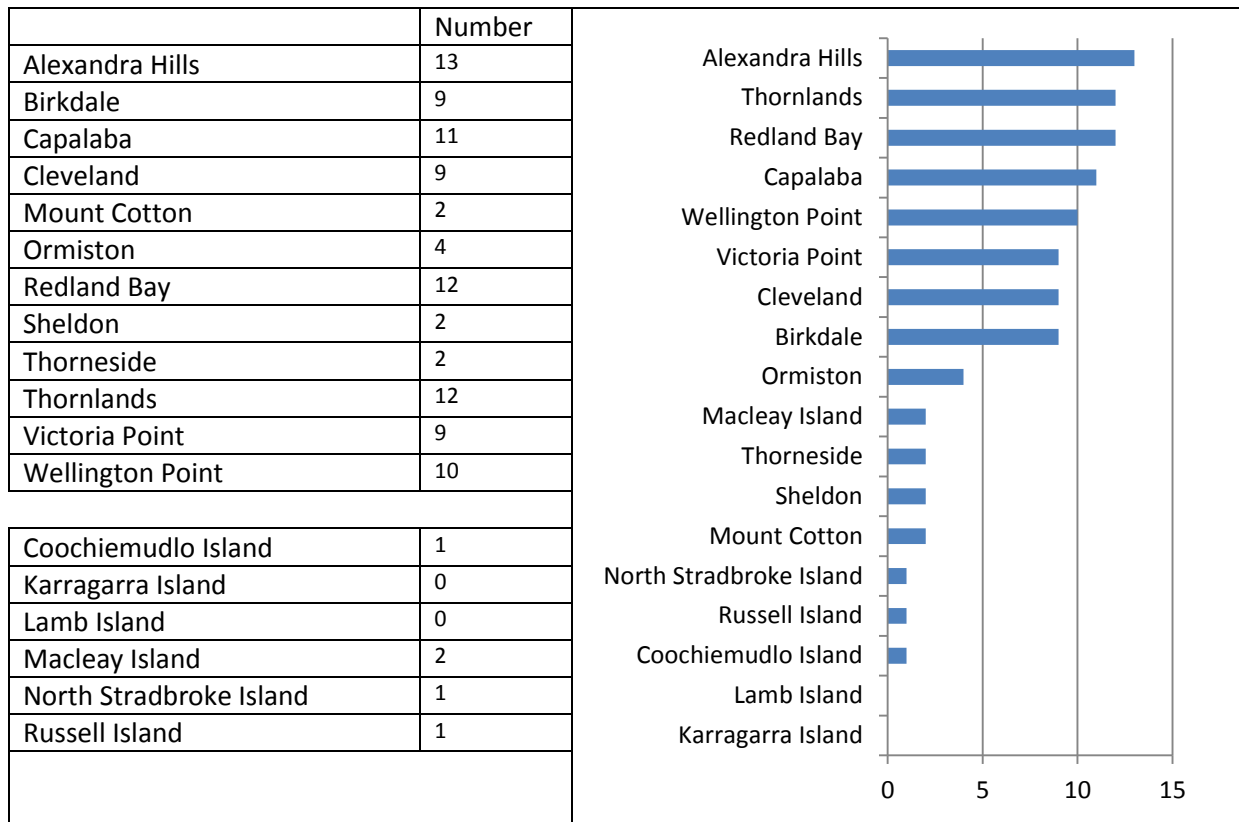 Number
Alexandra Hills 13
Birkdale 9
Capalaba 11
Cleveland 9
Mount Cotton 2
Ormiston 4
Redland Bay 12
Sheldon 2
Thorneside 2
Thornlands 12
Victoria Point 9
Wellington Point 10
Coochiemudlo Island 1
Karragarra Island 0
Lamb Island 0
Macleay Island 2
North Stradbroke Island 1
Russell Island 1
Alexandra Hills
Thornlands
Redland Bay
Capalaba
Wellington Point
Victoria Point
Cleveland
Birkdale
Ormiston
Macleay Island
Thorneside
Sheldon
Mount Cotton
North Stradbroke Island
Russell Island
Coochiemudlo Island
Lamb Island
Karragarra Island
0 5 10 15